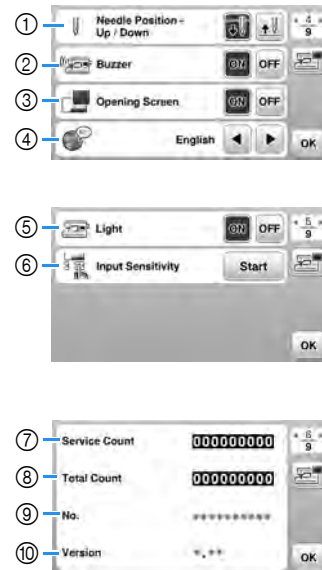 ① Needle Position - Up / Down
4/9
② Buzzer ON OFF
③ Opening Screen ON OFF
④ English ◀ ▶
OK
⑤ Light ON OFF
5/9
⑥ Input Sensitivity Start
OK
⑦ Service Count 000000000
6/9
⑧ Total Count 000000000
⑨ No. **********
⑩ Version *.**
OK